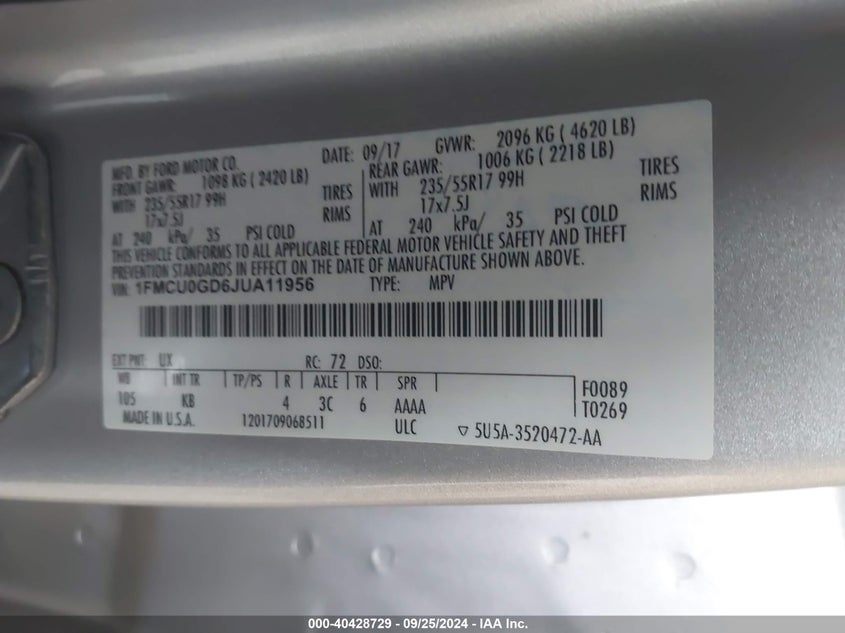 MFD. BY FORD MOTOR CO.
DATE: 09/17 GVWR: 2096 KG ( 4620 LB)
FRONT GAWR: 1098 KG ( 2420 LB) REAR GAWR: 1006 KG ( 2218 LB)
WITH 235/55R17 99H TIRES WITH 235/55R17 99H TIRES
17x7.5J RIMS 17x7.5J RIMS
AT 240 kPa/ 35 PSI COLD AT 240 kPa/ 35 PSI COLD
THIS VEHICLE CONFORMS TO ALL APPLICABLE FEDERAL MOTOR VEHICLE SAFETY AND THEFT
PREVENTION STANDARDS IN EFFECT ON THE DATE OF MANUFACTURE SHOWN ABOVE.
VIN: 1FMCU0GD6JUA11956 TYPE: MPV
EXT PNT: UX RC: 72 DSO:
WB INT TR TP/PS R AXLE TR SPR F0089
105 KB 4 3C 6 AAAA T0269
MADE IN U.S.A. 1201709068511 ULC ▽ 5U5A-3520472-AA
000-40428729 - 09/25/2024 - IAA Inc.